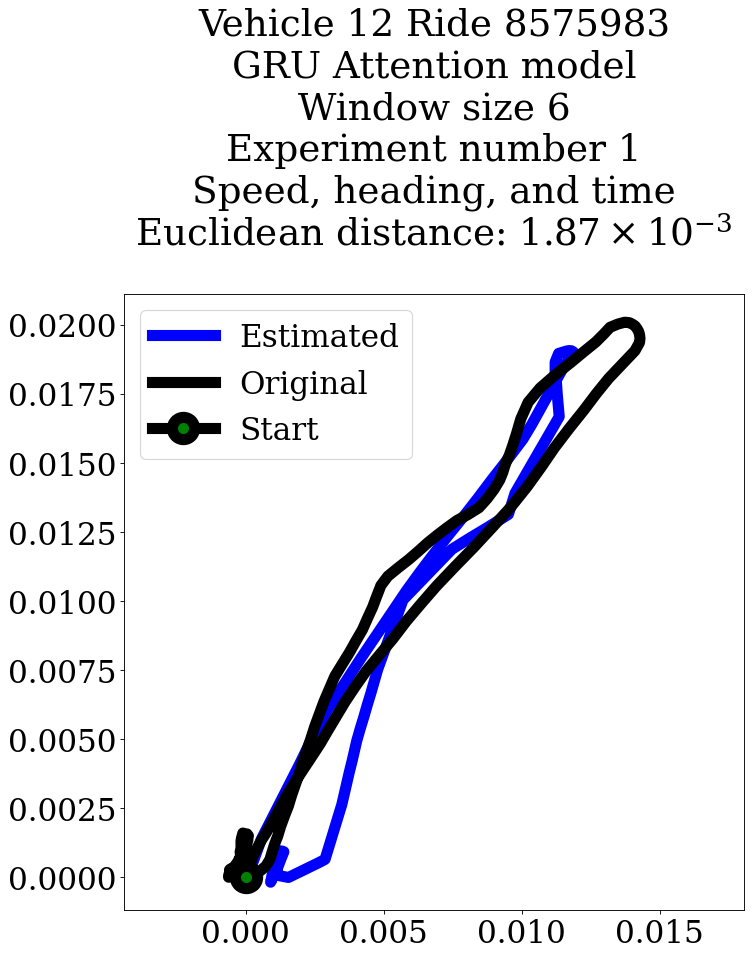 Vehicle 12 Ride 8575983
GRU Attention model
Window size 6
Experiment number 1
Speed, heading, and time
Euclidean distance: 1.87 × 10⁻³
Estimated
Original
Start
0.0200
0.0175
0.0150
0.0125
0.0100
0.0075
0.0050
0.0025
0.0000
0.000 0.005 0.010 0.015